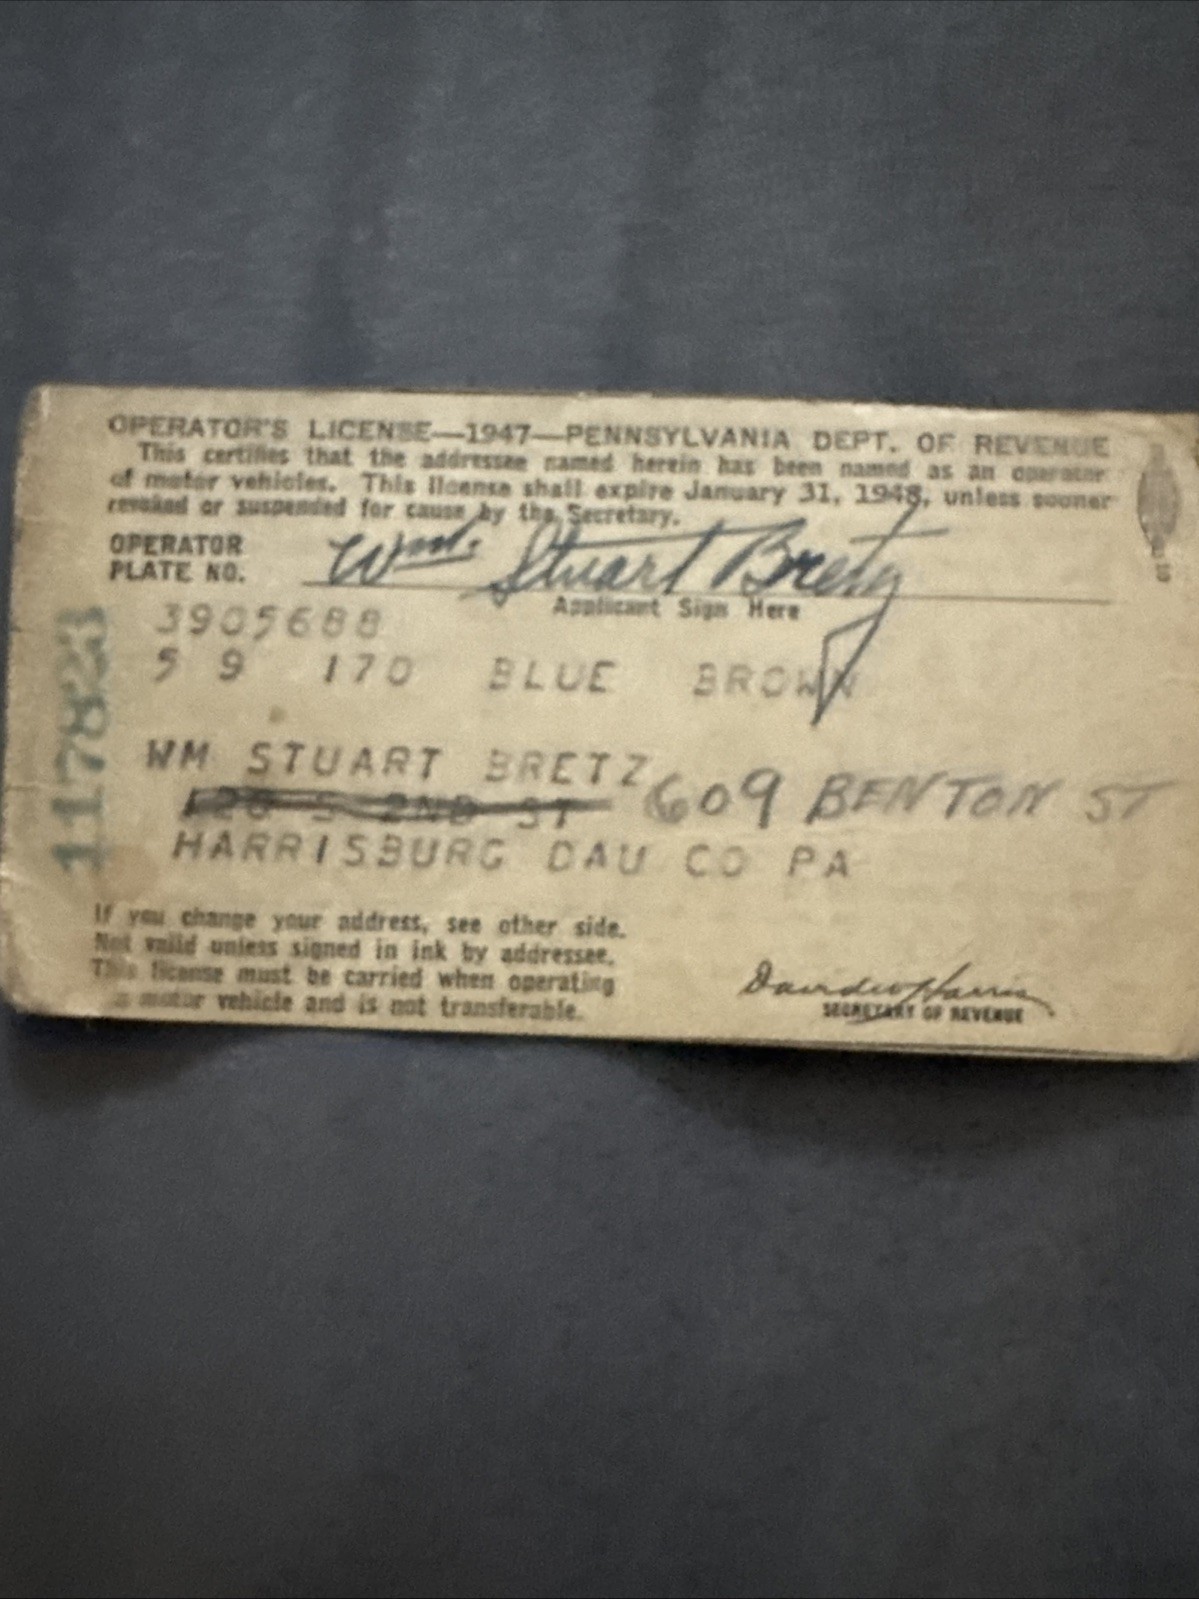 OPERATOR'S LICENSE—1947—PENNSYLVANIA DEPT. OF REVENUE
This certifies that the addressee named herein has been named as an operator
of motor vehicles. This license shall expire January 31, 1948, unless sooner
revoked or suspended for cause by the Secretary.
OPERATOR
PLATE NO.
Wm. Stuart Bretz
Applicant Sign Here
3905688
5 9 170 BLUE BROWN
117823
WM STUART BRETZ
2ND ST 609 BENTON ST
HARRISBURG DAU CO PA
If you change your address, see other side.
Not valid unless signed in ink by addressee.
This license must be carried when operating
a motor vehicle and is not transferable.
David W Harris
SECRETARY OF REVENUE